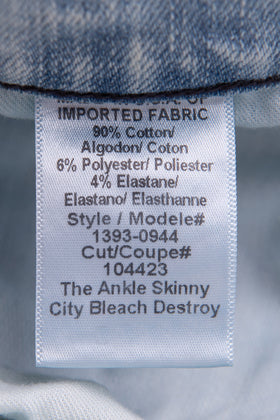 U.S.A. OF
IMPORTED FABRIC
90% Cotton/
Algodon/ Coton
6% Polyester/ Poliester
4% Elastane/
Elastano/ Elasthanne
Style / Modele#
1393-0944
Cut/Coupe#
104423
The Ankle Skinny
City Bleach Destroy